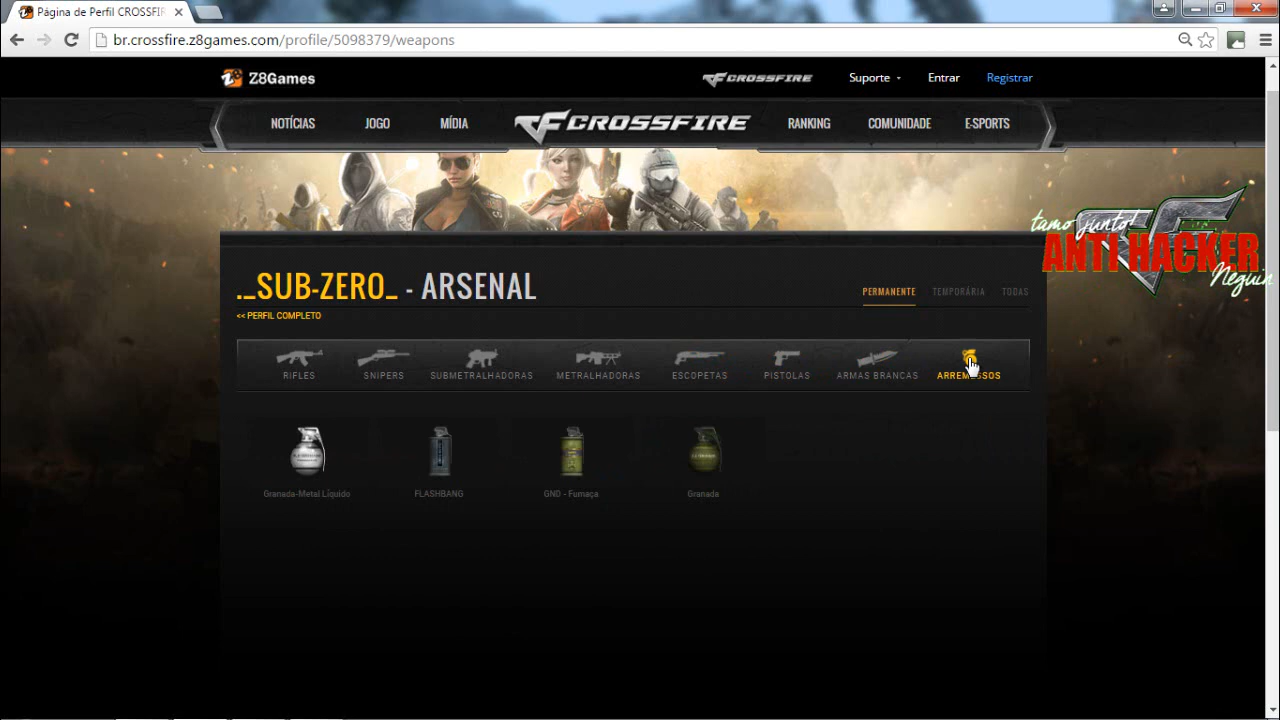 Página de Perfil CROSSFIRE
br.crossfire.z8games.com/profile/5098379/weapons
Z8Games
CROSSFIRE
Suporte
Entrar
Registrar
NOTÍCIAS
JOGO
MÍDIA
CROSSFIRE
RANKING
COMUNIDADE
E-SPORTS
tamo junto!
ANTI HACKER
Neguin
._SUB-ZERO_ - ARSENAL
PERMANENTE
TEMPORÁRIA
TODAS
<< PERFIL COMPLETO
RIFLES
SNIPERS
SUBMETRALHADORAS
METRALHADORAS
ESCOPETAS
PISTOLAS
ARMAS BRANCAS
ARREMESSOS
Granada-Metal Líquido
FLASHBANG
GND - Fumaça
Granada